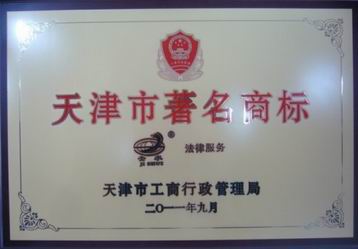 天津市著名商标
®
法律服务
天津市工商行政管理局
二〇一一年九月